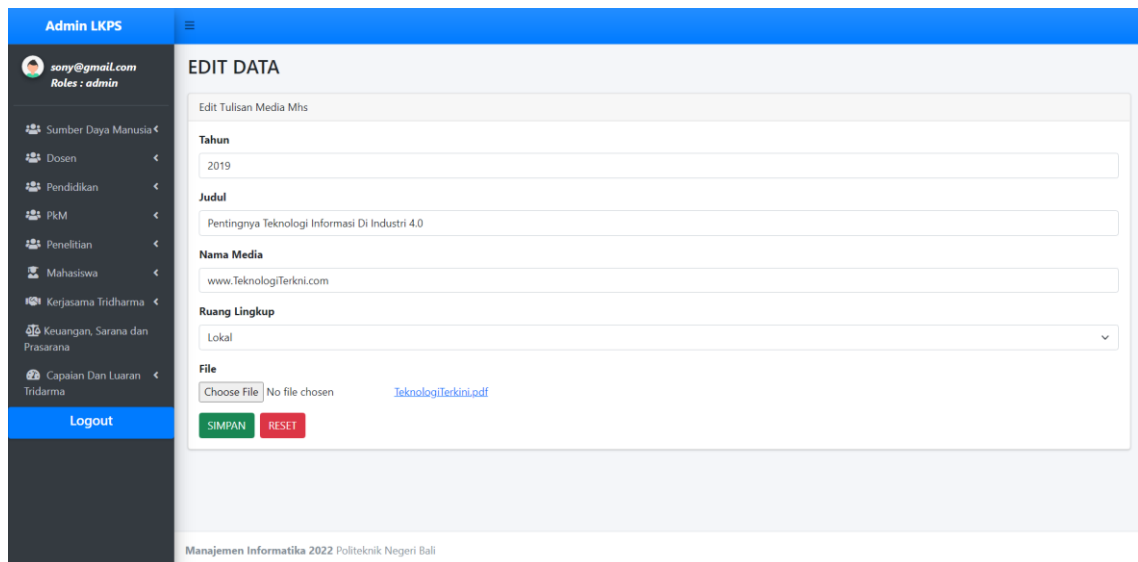 Admin LKPS
sony@gmail.com
Roles : admin
Sumber Daya Manusia
Dosen
Pendidikan
PkM
Penelitian
Mahasiswa
Kerjasama Tridharma
Keuangan, Sarana dan
Prasarana
Capaian Dan Luaran
Tridarma
Logout
EDIT DATA
Edit Tulisan Media Mhs
Tahun
2019
Judul
Pentingnya Teknologi Informasi Di Industri 4.0
Nama Media
www.TeknologiTerkni.com
Ruang Lingkup
Lokal
File
Choose File No file chosen TeknologiTerkini.pdf
SIMPAN RESET
Manajemen Informatika 2022 Politeknik Negeri Bali